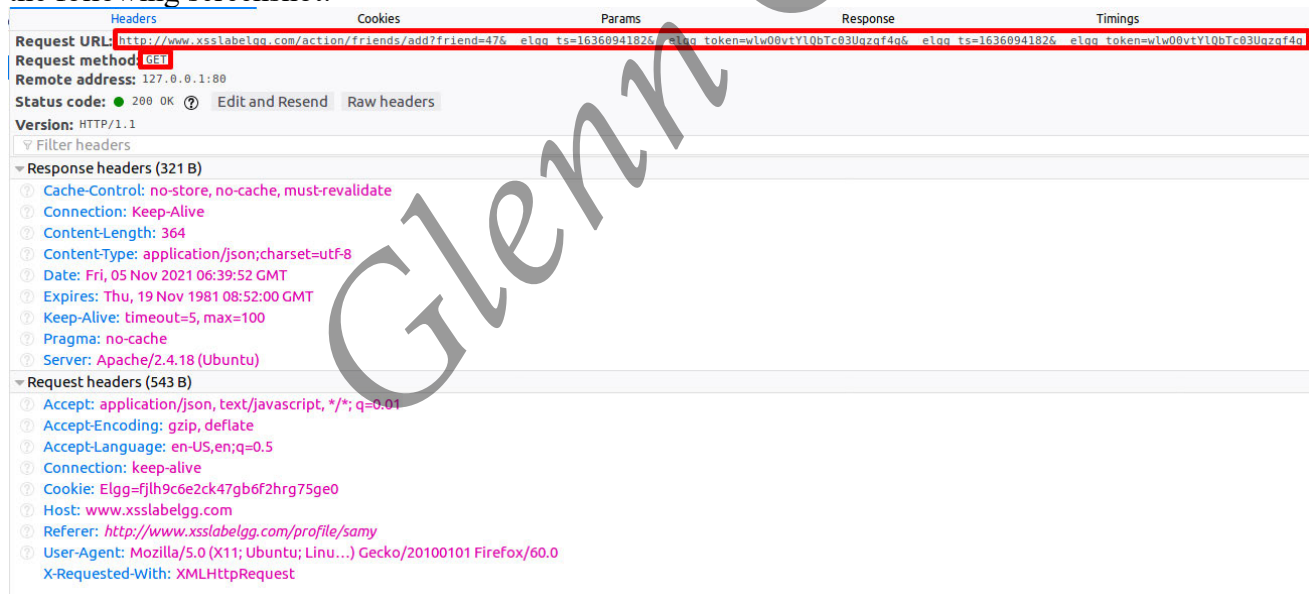 the following screenshot.
Headers Cookies Params Response Timings
Request URL: http://www.xsslabelgg.com/action/friends/add?friend=47&__elgg_ts=1636094182&__elgg_token=
Request method: GET
Remote address: 127.0.0.1:80
Status code: 200 OK Edit and Resend Raw headers
Version: HTTP/1.1
Filter headers
Response headers (321 B)
Cache-Control: no-store, no-cache, must-revalidate
Connection: Keep-Alive
Content-Length: 364
Content-Type: application/json;charset=utf-8
Date: Fri, 05 Nov 2021 06:39:52 GMT
Expires: Thu, 19 Nov 1981 08:52:00 GMT
Keep-Alive: timeout=5, max=100
Pragma: no-cache
Server: Apache/2.4.18 (Ubuntu)
Request headers (543 B)
Accept: application/json, text/javascript, */*; q=0.01
Accept-Encoding: gzip, deflate
Accept-Language: en-US,en;q=0.5
Connection: keep-alive
Cookie: Elgg=fjlh9c6e2ck47gb6f2hrg75ge0
Host: www.xsslabelgg.com
Referer: http://www.xsslabelgg.com/profile/samy
User-Agent: Mozilla/5.0 (X11; Ubuntu; Linu…) Gecko/20100101 Firefox/60.0
X-Requested-With: XMLHttpRequest
Glenn